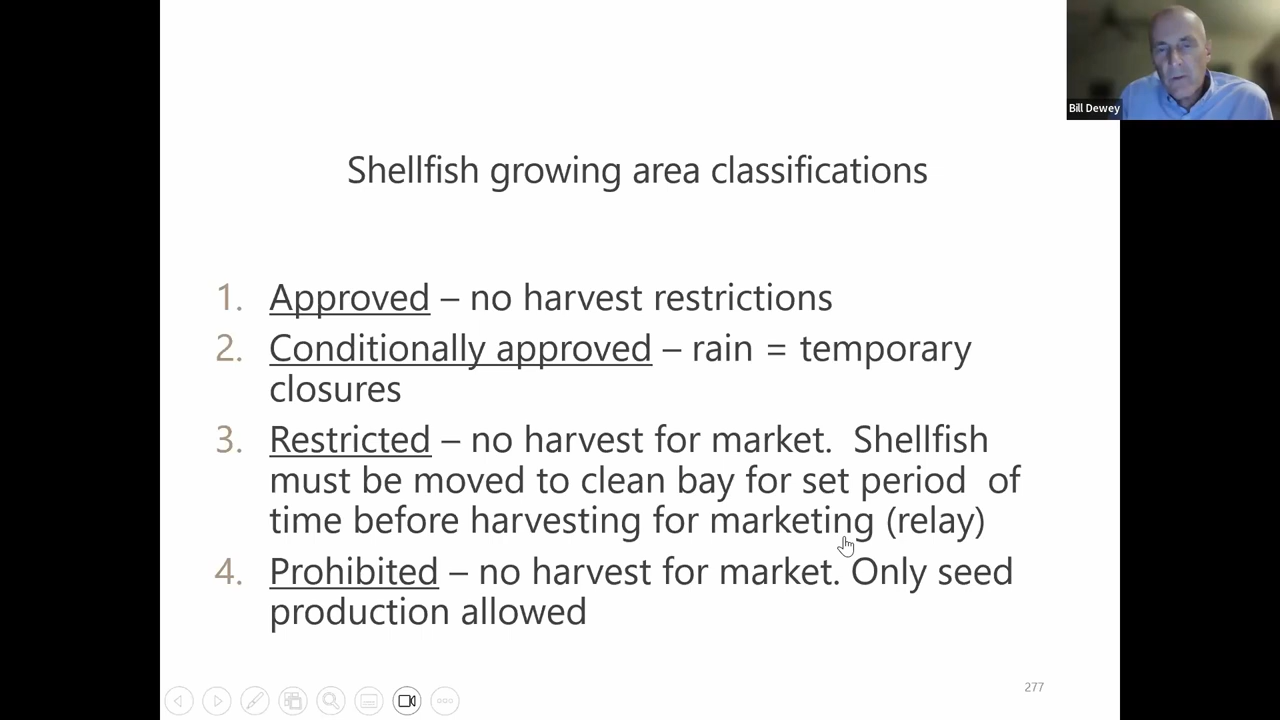 Bill Dewey
Shellfish growing area classifications
1. Approved – no harvest restrictions
2. Conditionally approved – rain = temporary
closures
3. Restricted – no harvest for market.  Shellfish
must be moved to clean bay for set period  of
time before harvesting for marketing (relay)
4. Prohibited – no harvest for market. Only seed
production allowed
277